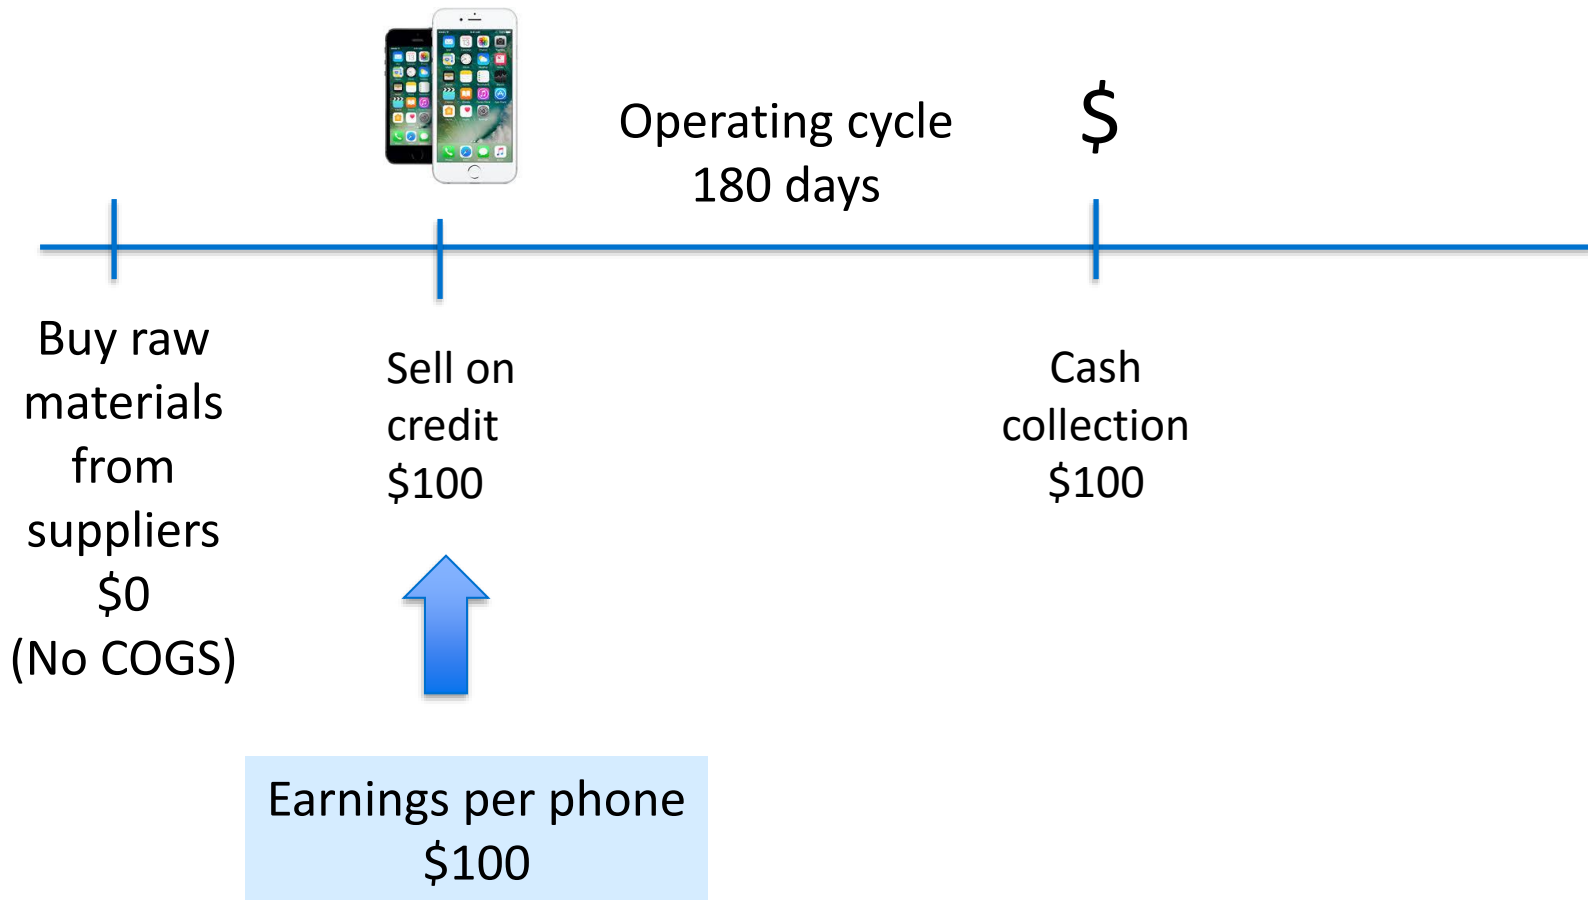 Operating cycle
180 days
$
Buy raw
materials
from
suppliers
$0
(No COGS)
Sell on
credit
$100
Cash
collection
$100
Earnings per phone
$100